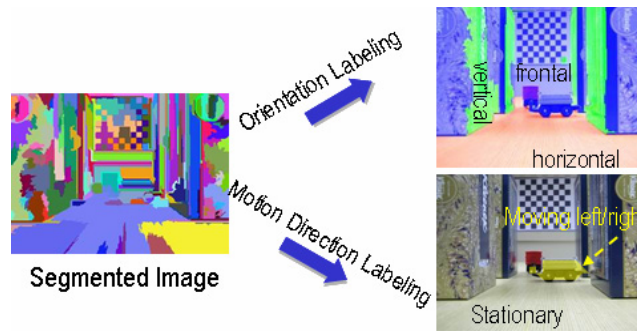 Orientation Labeling
vertical
frontal
horizontal
Segmented Image
Motion Direction Labeling
Moving left/righ
Stationary